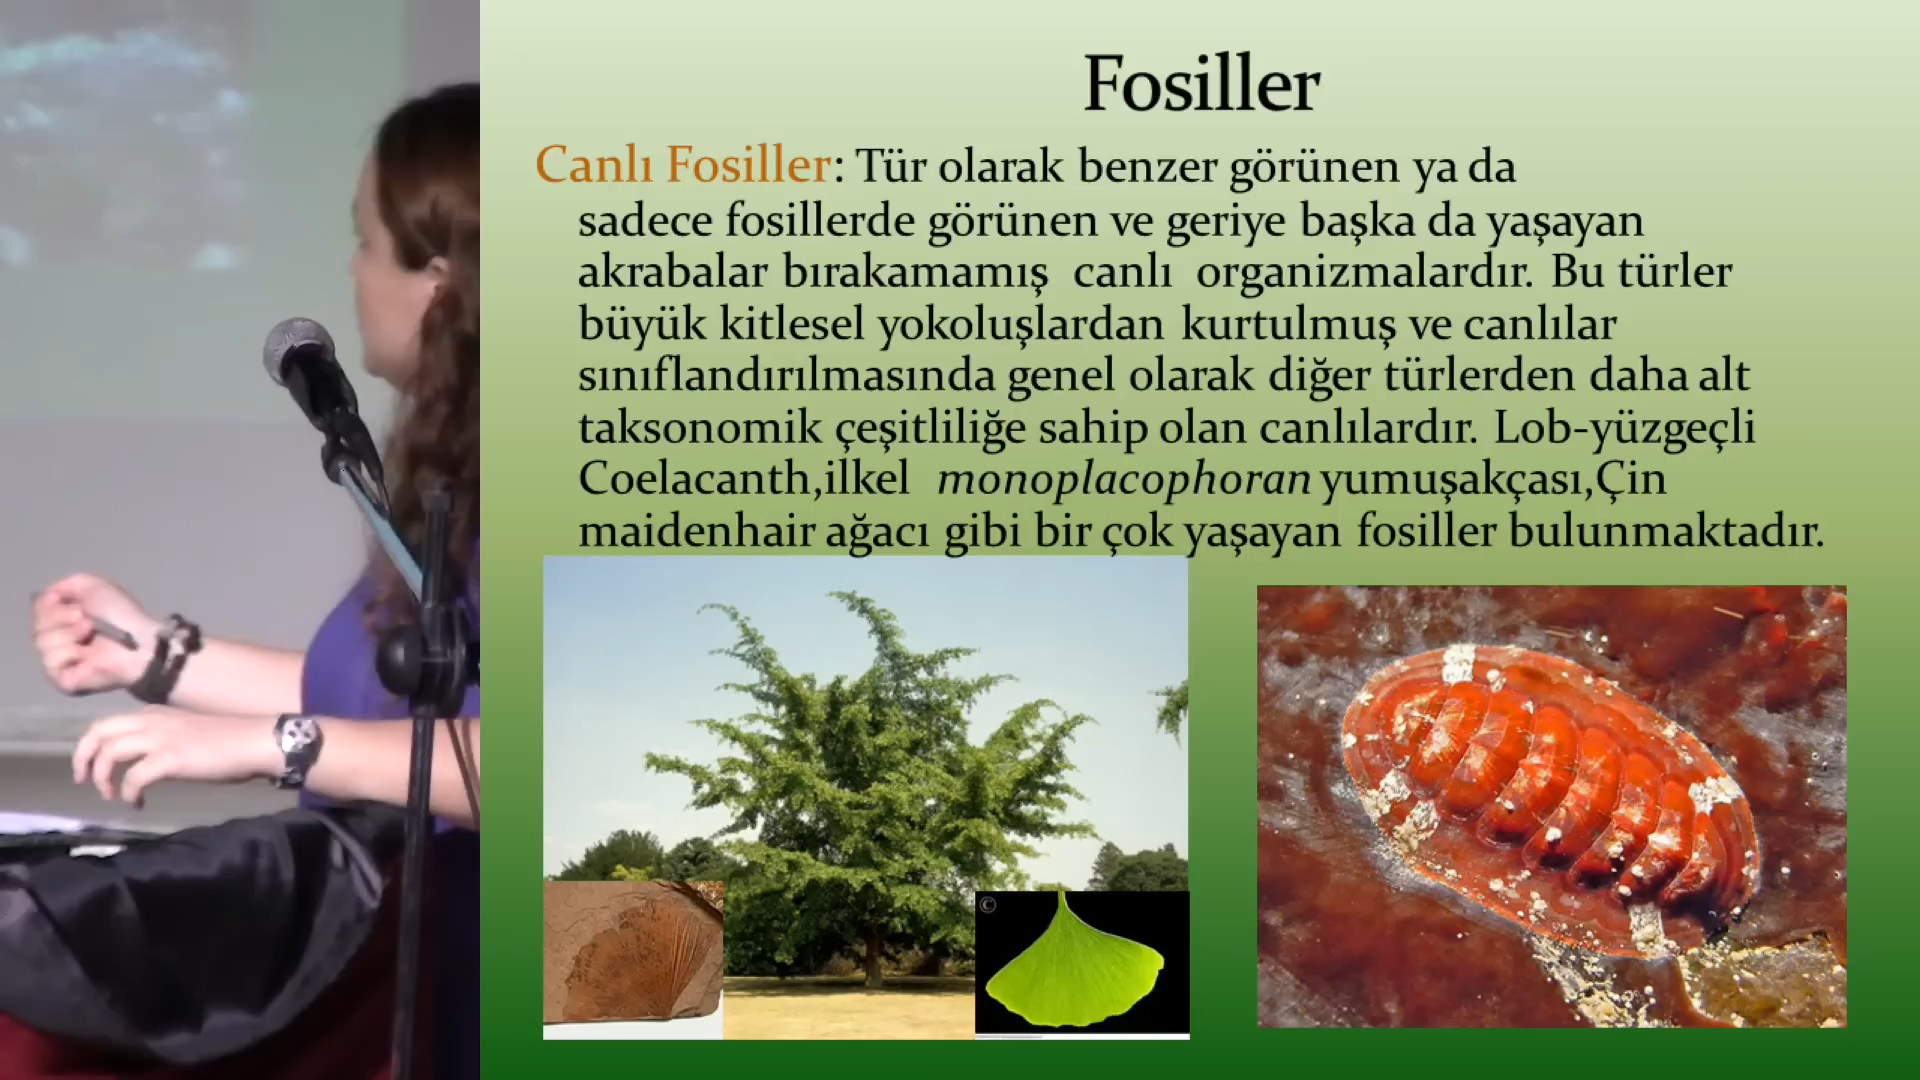 Fosiller
Canlı Fosiller: Tür olarak benzer görünen ya da
sadece fosillerde görünen ve geriye başka da yaşayan
akrabalar bırakamamış canlı organizmalardır. Bu türler
büyük kitlesel yokoluşlardan kurtulmuş ve canlılar
sınıflandırılmasında genel olarak diğer türlerden daha alt
taksonomik çeşitliliğe sahip olan canlılardır. Lob-yüzgeçli
Coelacanth,ilkel monoplacophoran yumuşakçası,Çin
maidenhair ağacı gibi bir çok yaşayan fosiller bulunmaktadır.
©